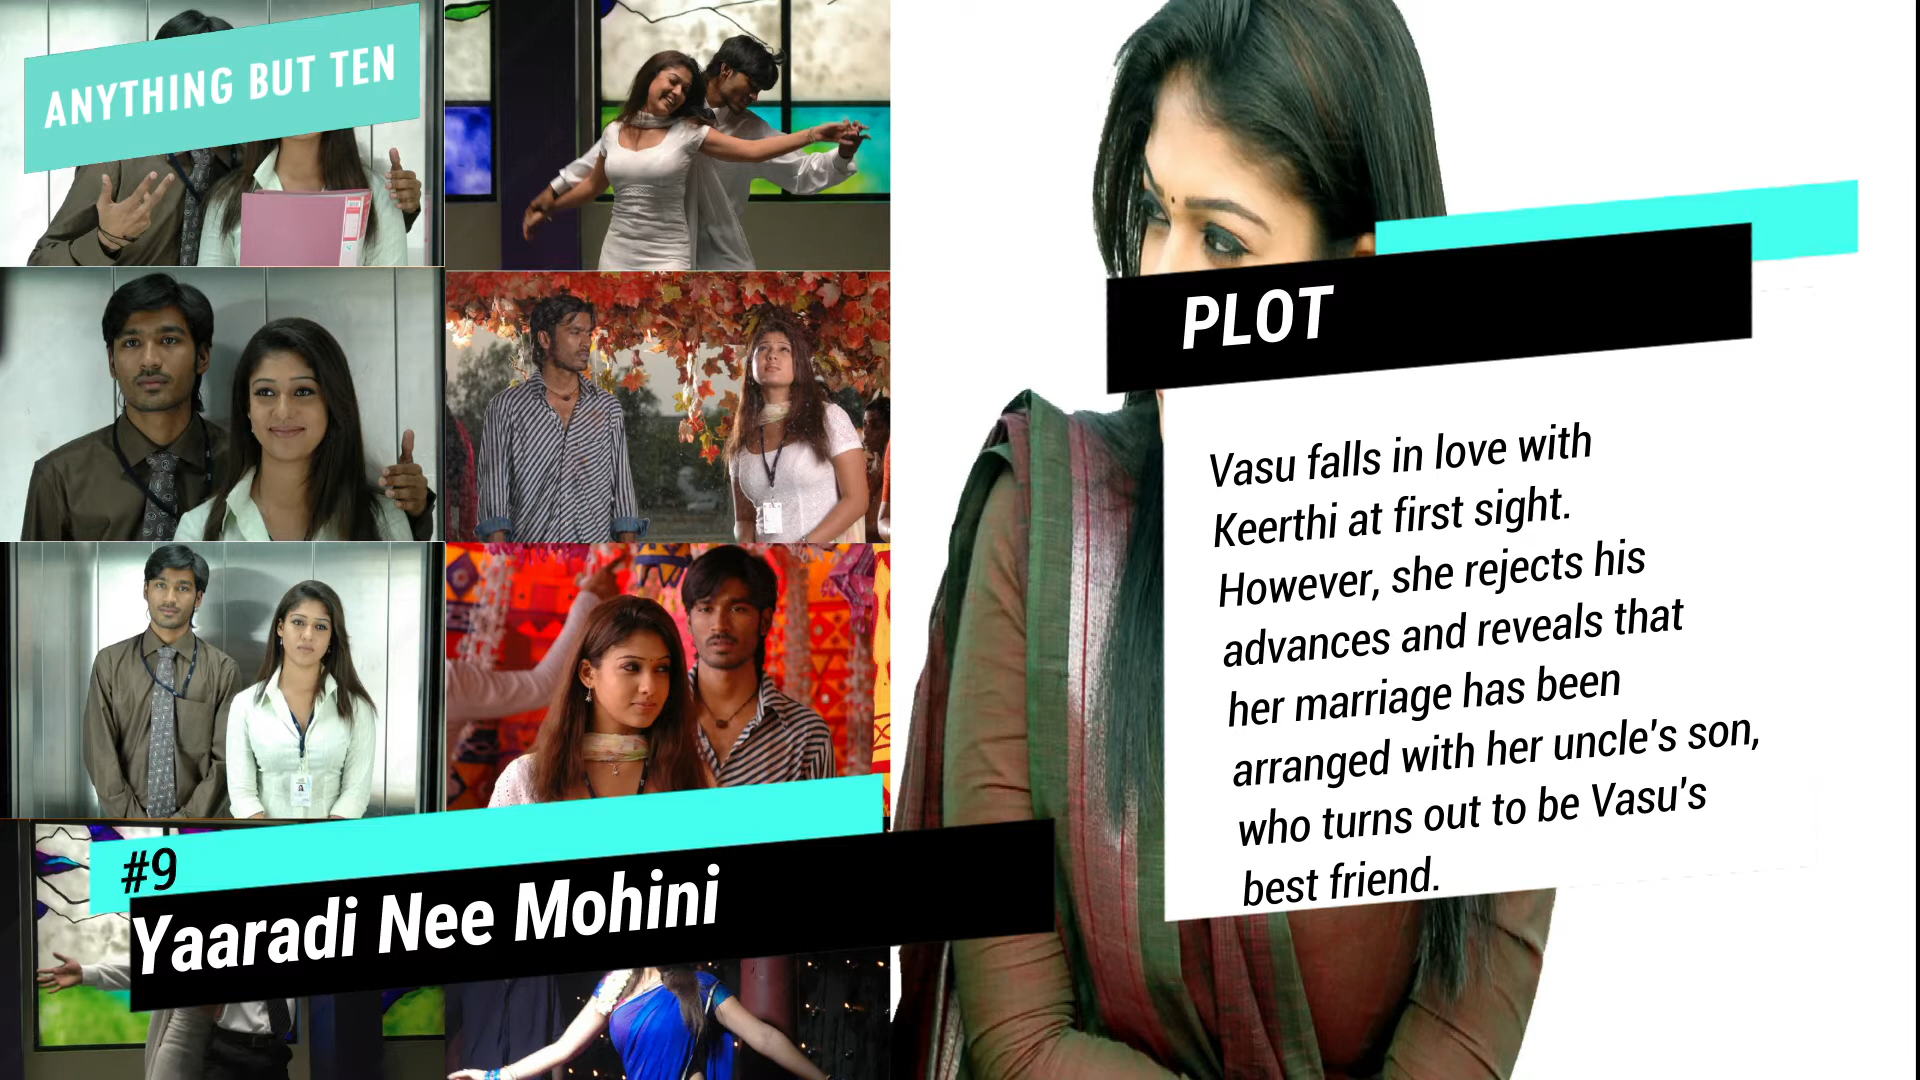 ANYTHING BUT TEN
#9
Yaaradi Nee Mohini
PLOT
Vasu falls in love with
Keerthi at first sight.
However, she rejects his
advances and reveals that
her marriage has been
arranged with her uncle's son,
who turns out to be Vasu's
best friend.